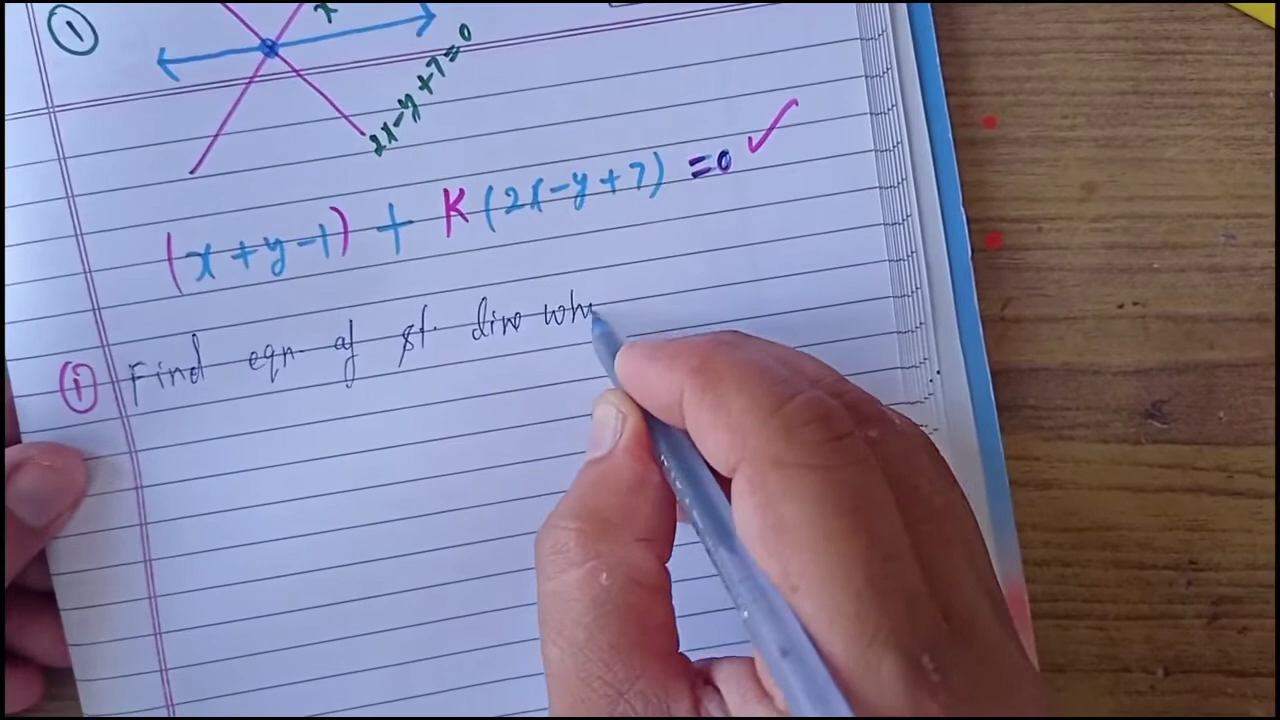 ①
x
2x-y+7=0
(x+y-1) + K(2x-y+7) =0 ✓
ⓘ Find eqn. of st. line wh